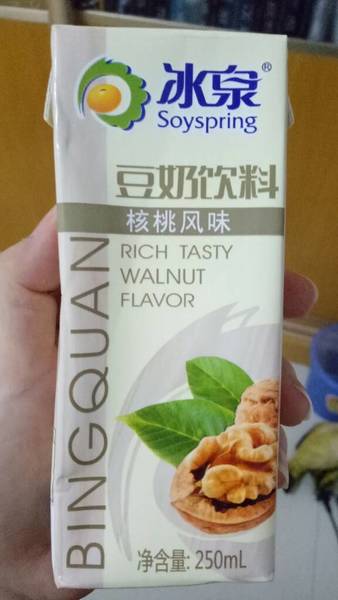 冰泉®
Soyspring
豆奶饮料
核桃风味
RICH TASTY
WALNUT
FLAVOR
BINGQUAN
净含量: 250mL